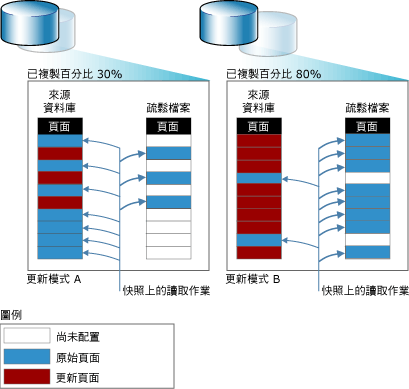 已複製百分比 30%
來源
資料庫
疏鬆檔案
頁面
頁面
更新模式 A
快照上的讀取作業
已複製百分比 80%
來源
資料庫
疏鬆檔案
頁面
頁面
更新模式 B
快照上的讀取作業
圖例
尚未配置
原始頁面
更新頁面